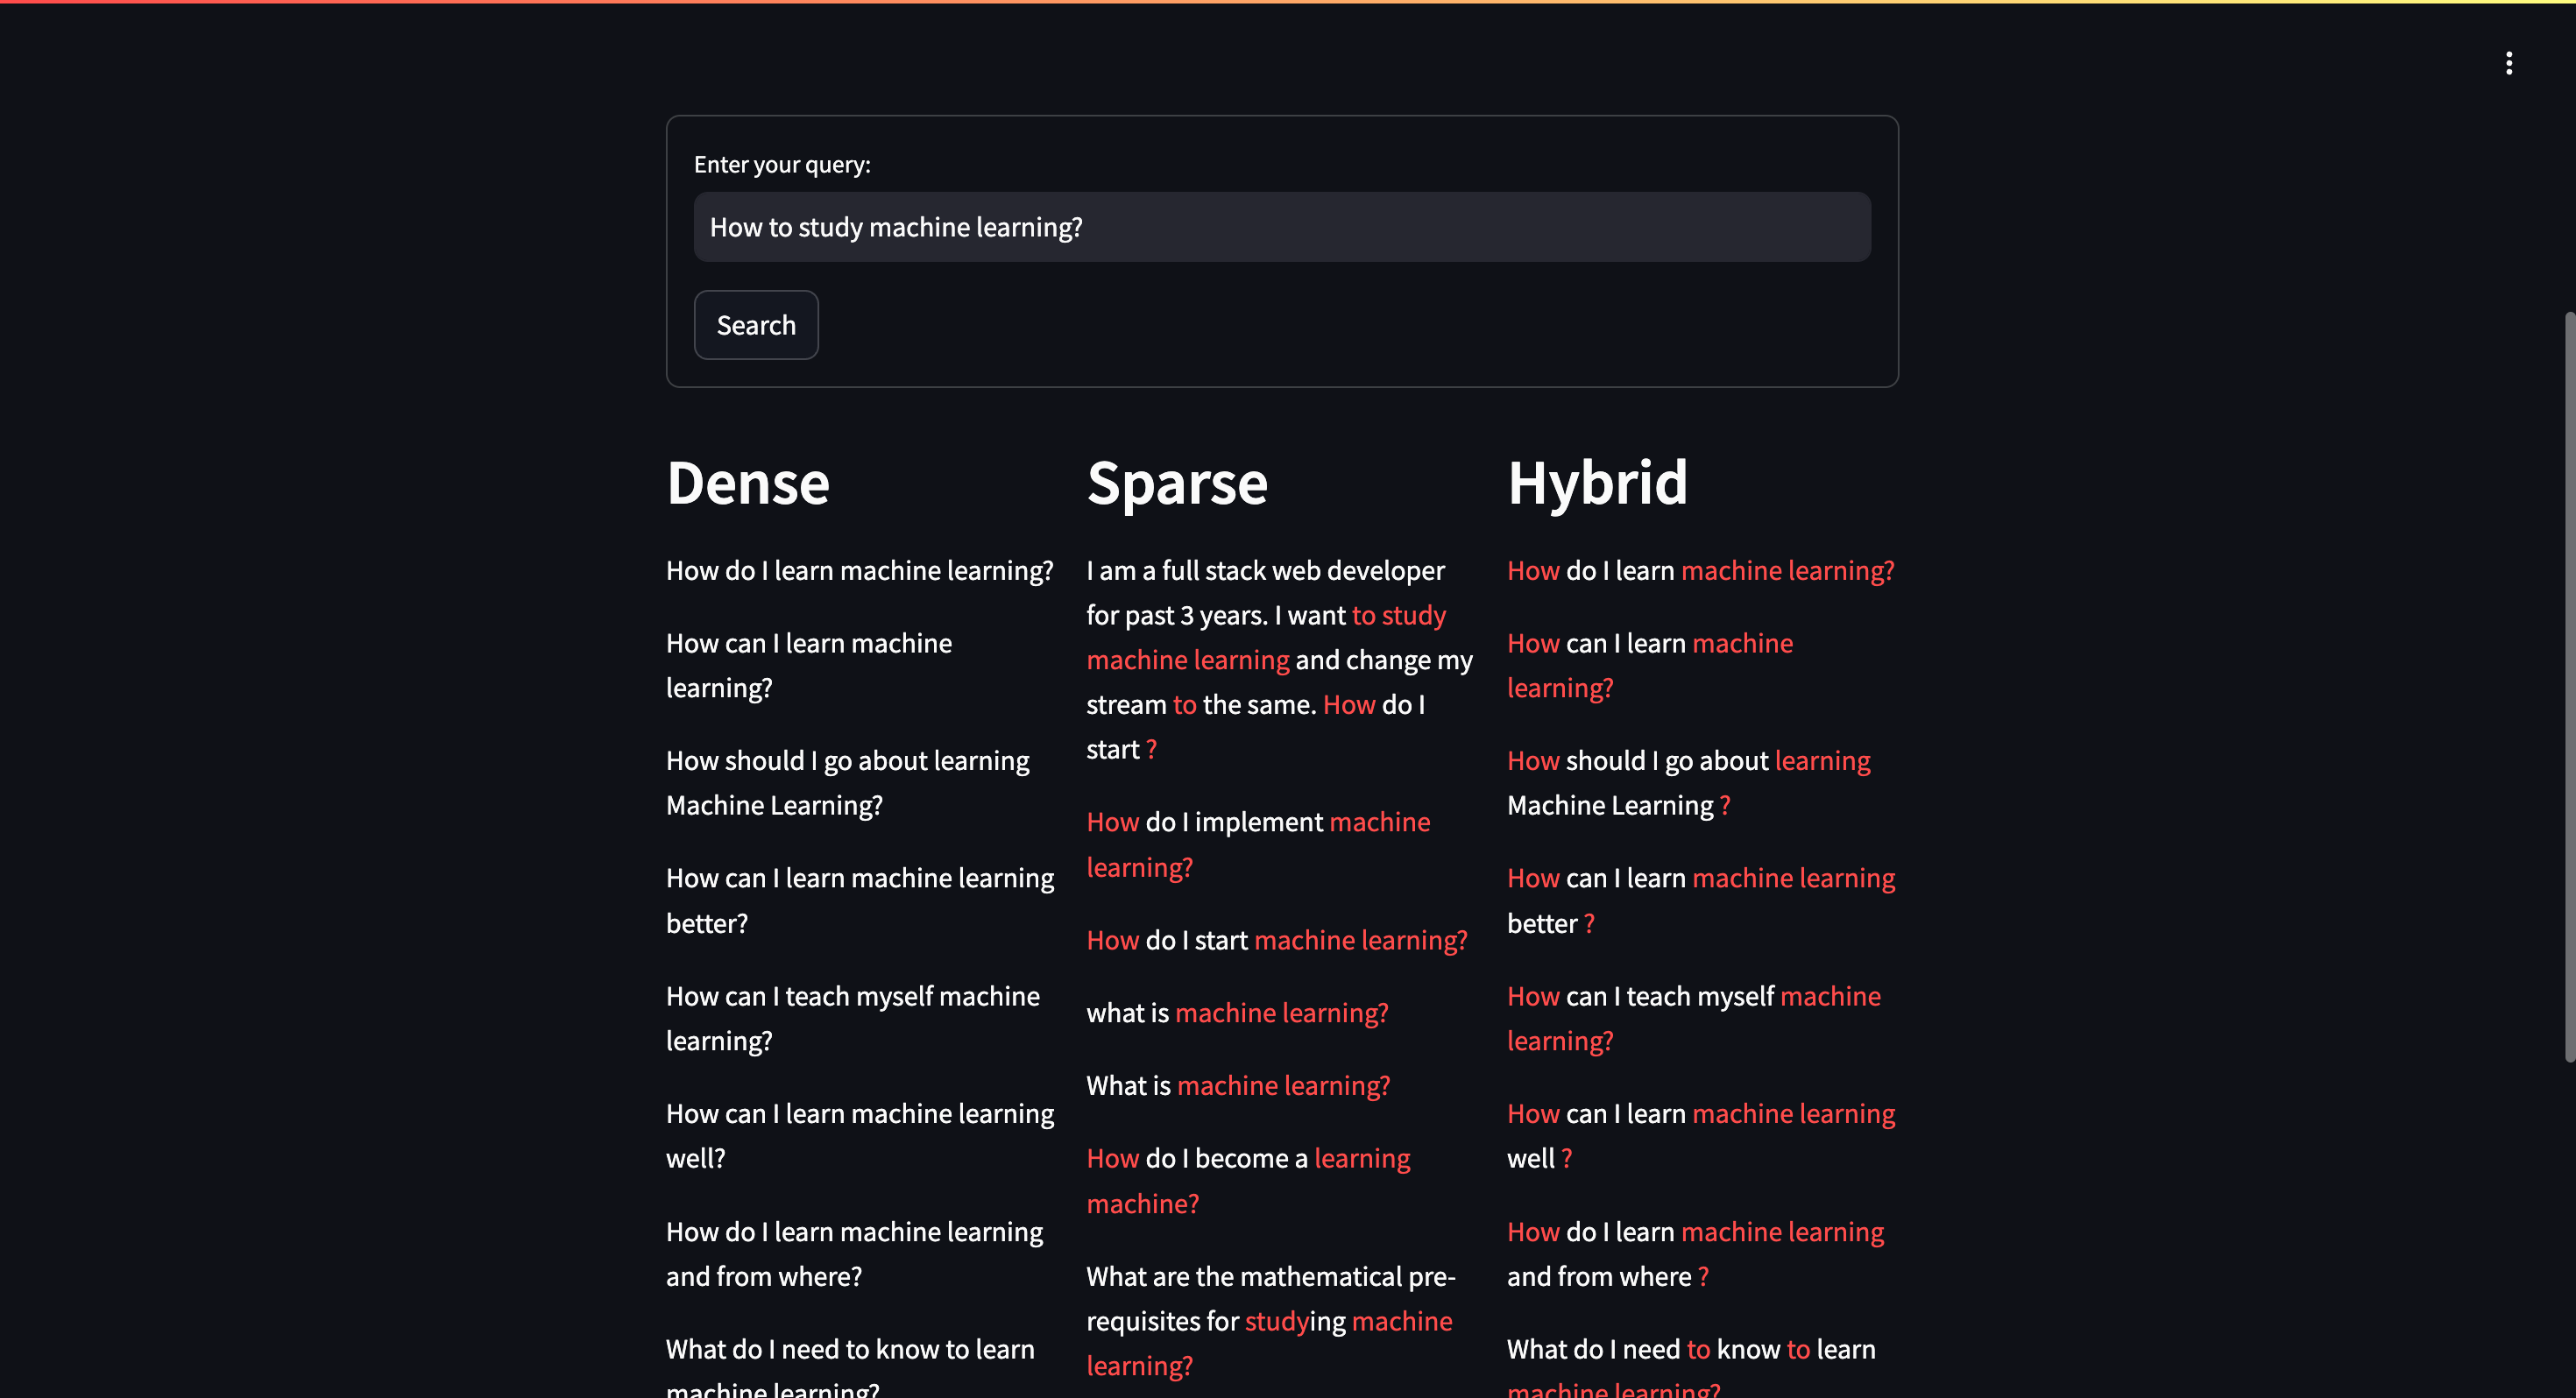 Enter your query:
How to study machine learning?
Search
Dense
How do I learn machine learning?
How can I learn machine
learning?
How should I go about learning
Machine Learning?
How can I learn machine learning
better?
How can I teach myself machine
learning?
How can I learn machine learning
well?
How do I learn machine learning
and from where?
What do I need to know to learn
machine learning?
Sparse
I am a full stack web developer
for past 3 years. I want to study
machine learning and change my
stream to the same. How do I
start ?
How do I implement machine
learning?
How do I start machine learning?
what is machine learning?
What is machine learning?
How do I become a learning
machine?
What are the mathematical pre-
requisites for studying machine
learning?
Hybrid
How do I learn machine learning?
How can I learn machine
learning?
How should I go about learning
Machine Learning ?
How can I learn machine learning
better ?
How can I teach myself machine
learning?
How can I learn machine learning
well ?
How do I learn machine learning
and from where ?
What do I need to know to learn
machine learning?